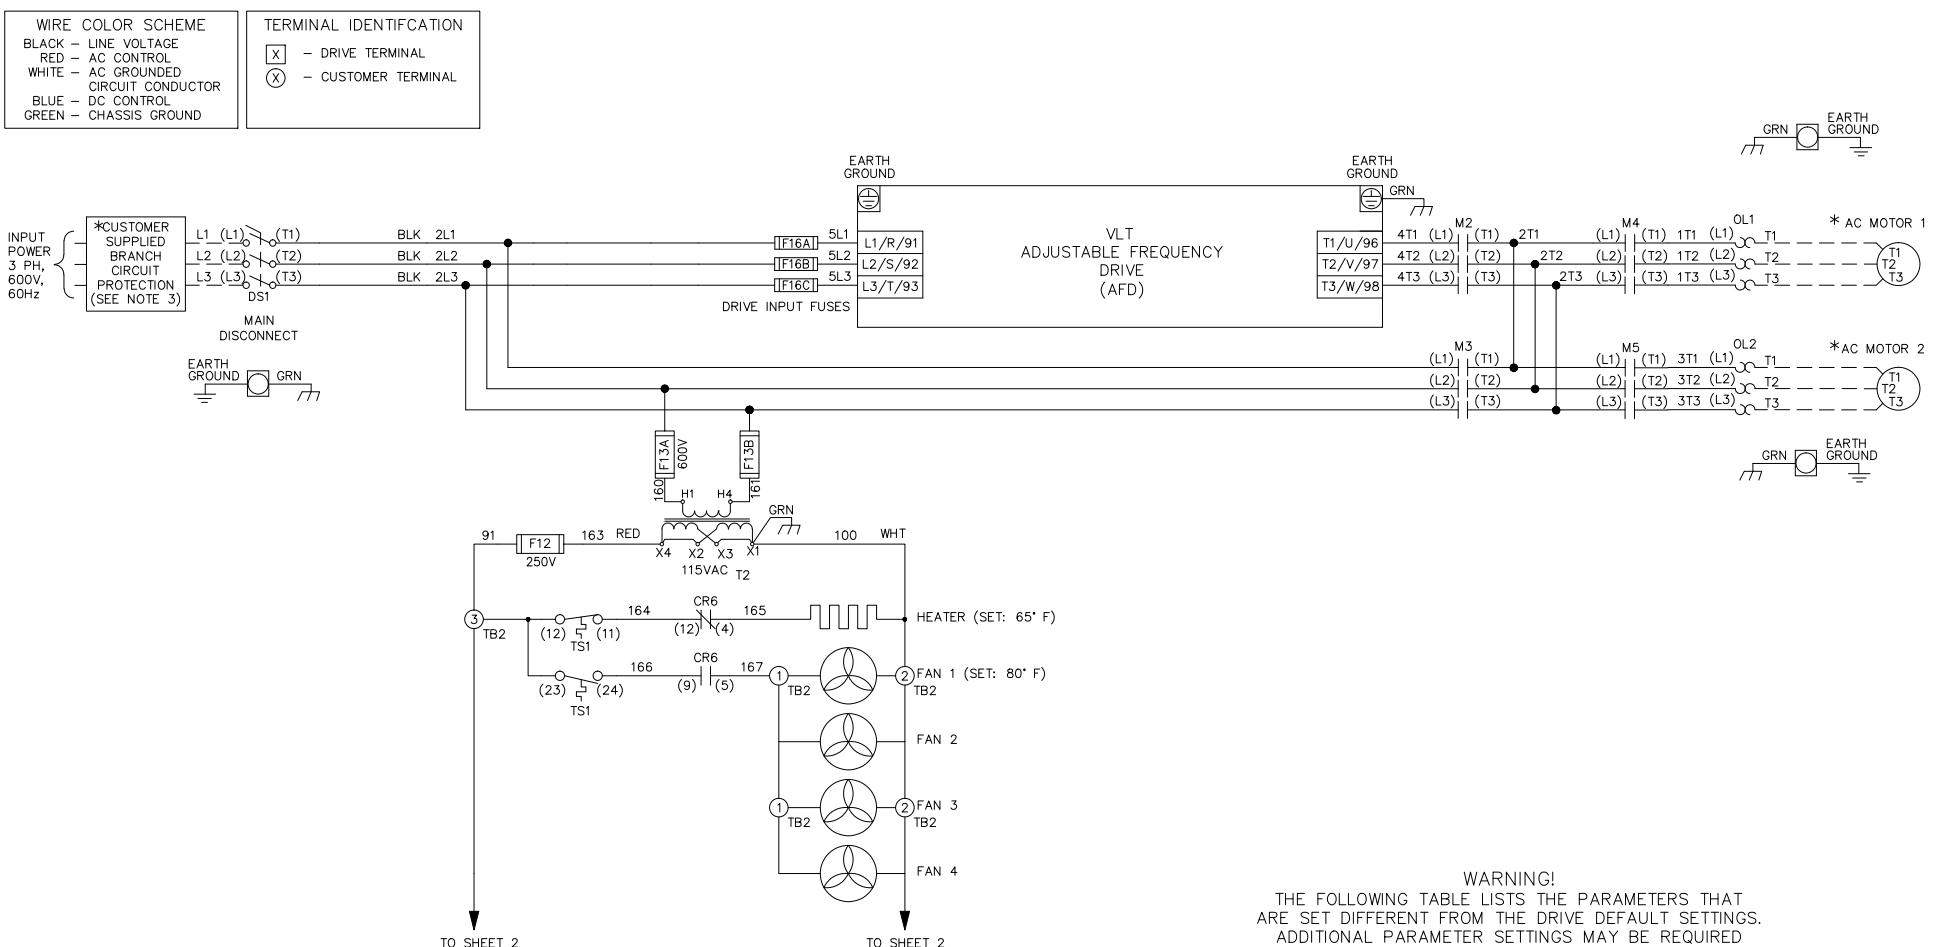 WIRE COLOR SCHEME
BLACK – LINE VOLTAGE
RED – AC CONTROL
WHITE – AC GROUNDED
CIRCUIT CONDUCTOR
BLUE – DC CONTROL
GREEN – CHASSIS GROUND
TERMINAL IDENTIFCATION
X – DRIVE TERMINAL
X – CUSTOMER TERMINAL
GRN
EARTH
GROUND
EARTH
GROUND
EARTH
GROUND
GRN
INPUT
POWER
3 PH,
600V,
60Hz
*CUSTOMER
SUPPLIED
BRANCH
CIRCUIT
PROTECTION
(SEE NOTE 3)
L1 (L1) (T1) BLK 2L1 F16A 5L1 L1/R/91
L2 (L2) (T2) BLK 2L2 F16B 5L2 L2/S/92
L3 (L3) (T3) BLK 2L3 F16C 5L3 L3/T/93
DS1
MAIN
DISCONNECT
DRIVE INPUT FUSES
VLT
ADJUSTABLE FREQUENCY
DRIVE
(AFD)
M2 M4 OL1 * AC MOTOR 1
T1/U/96 4T1 (L1) (T1) 2T1 (L1) (T1) 1T1 (L1) T1 T1
T2/V/97 4T2 (L2) (T2) 2T2 (L2) (T2) 1T2 (L2) T2 T2
T3/W/98 4T3 (L3) (T3) 2T3 (L3) (T3) 1T3 (L3) T3 T3
EARTH
GROUND GRN
M3 M5 OL2 *AC MOTOR 2
(L1) (T1) (L1) (T1) 3T1 (L1) T1 T1
(L2) (T2) (L2) (T2) 3T2 (L2) T2 T2
(L3) (T3) (L3) (T3) 3T3 (L3) T3 T3
GRN
EARTH
GROUND
F13A
600V
F13B
160
161
H1 H4
GRN
91 F12 163 RED
250V
X4 X2 X3 X1
100 WHT
115VAC T2
3 TB2
(12) (11) 164 CR6 165
TS1
(12) (4)
HEATER (SET: 65° F)
(23) (24) 166 CR6 167
TS1
(9) (5)
1 TB2
2 TB2
FAN 1 (SET: 80° F)
FAN 2
1 TB2
2 TB2
FAN 3
FAN 4
TO SHEET 2
TO SHEET 2
WARNING!
THE FOLLOWING TABLE LISTS THE PARAMETERS THAT
ARE SET DIFFERENT FROM THE DRIVE DEFAULT SETTINGS.
ADDITIONAL PARAMETER SETTINGS MAY BE REQUIRED